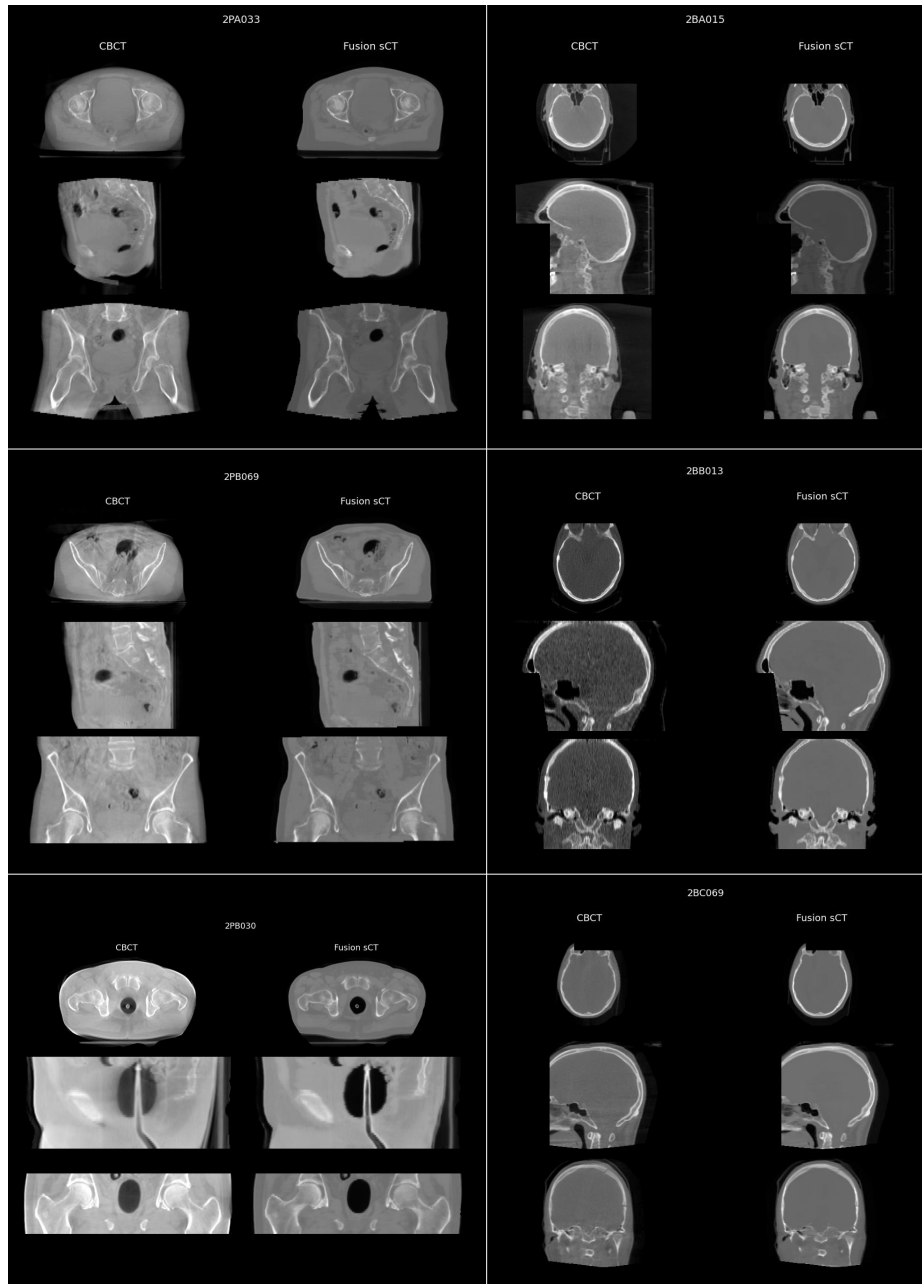 2PA033
CBCT Fusion sCT
2BA015
CBCT Fusion sCT
2PB069
CBCT Fusion sCT
2BB013
CBCT Fusion sCT
2PB030
CBCT Fusion sCT
2BC069
CBCT Fusion sCT